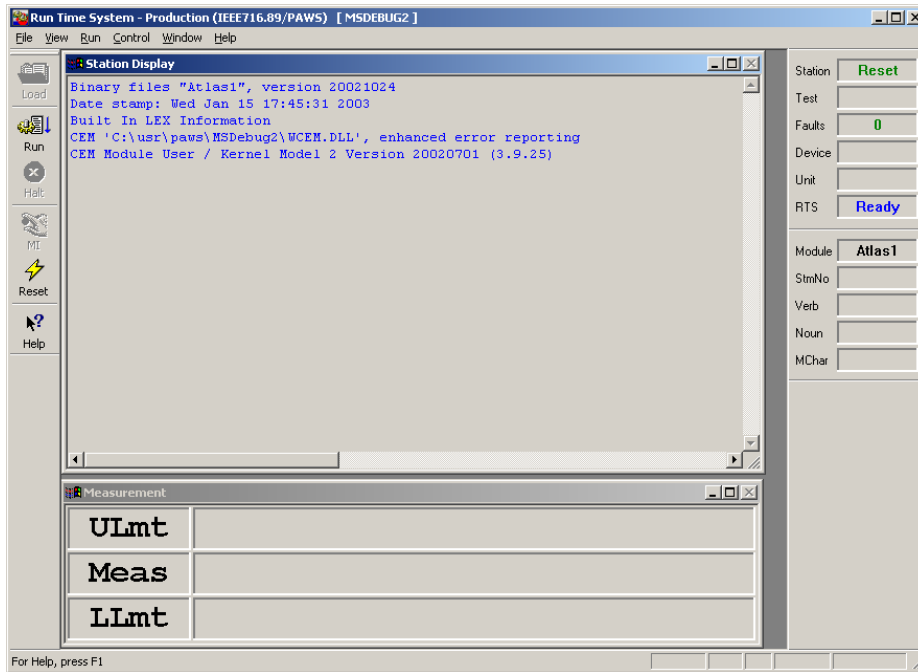 Run Time System - Production (IEEE716.89/PAWS) [ MSDEBUG2 ]
File View Run Control Window Help
Load
Run
Halt
MI
Reset
Help
Station Display
Binary files "Atlas1", version 20021024
Date stamp: Wed Jan 15 17:45:31 2003
Built In LEX Information
CEM 'C:\usr\paws\MSDebug2\WCEM.DLL', enhanced error reporting
CEM Module User / Kernel Model 2 Version 20020701 (3.9.25)
Measurement
ULmt
Meas
LLmt
Station Reset
Test
Faults 0
Device
Unit
RTS Ready
Module Atlas1
StmNo
Verb
Noun
MChar
For Help, press F1